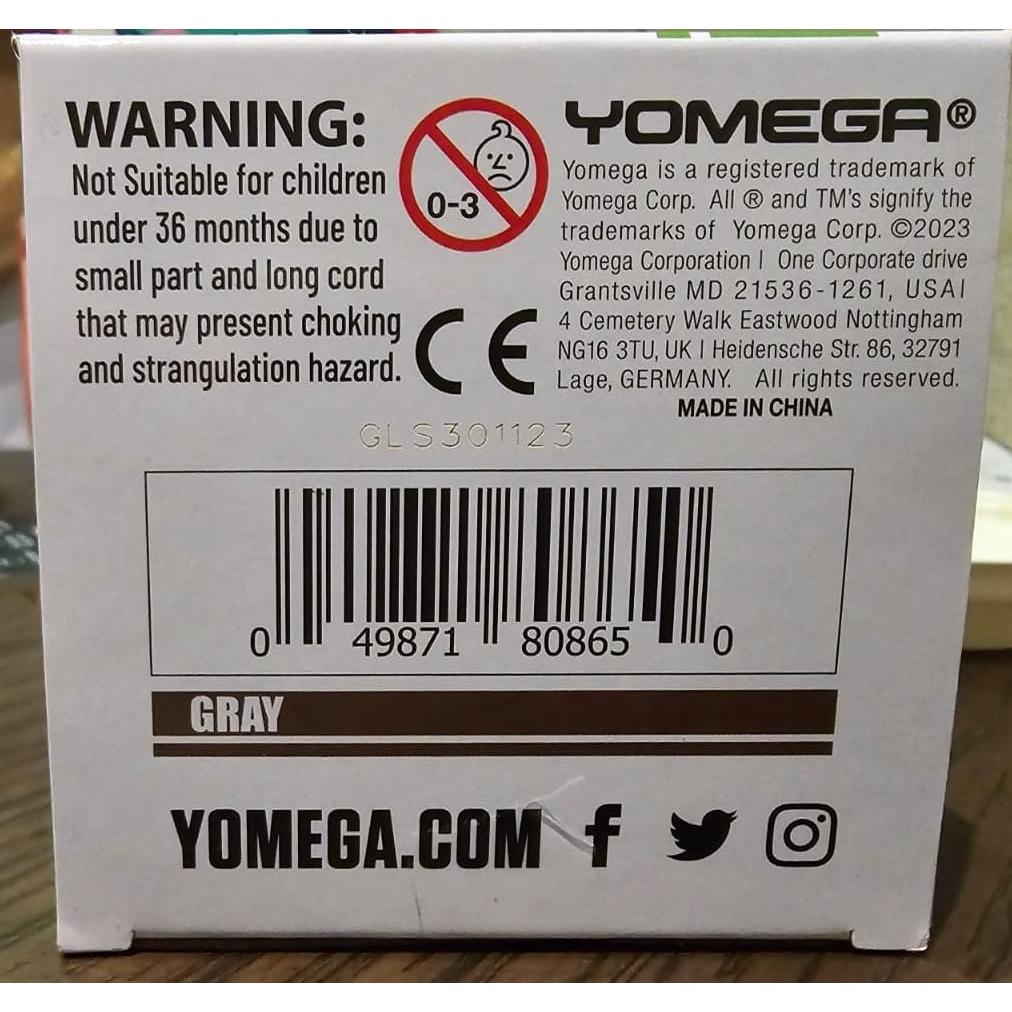 WARNING:
Not Suitable for children
under 36 months due to
small part and long cord
that may present choking
and strangulation hazard.
0-3
CE
YOMEGA®
Yomega is a registered trademark of
Yomega Corp. All ® and TM's signify the
trademarks of Yomega Corp. ©2023
Yomega Corporation | One Corporate drive
Grantsville MD 21536-1261, USA|
4 Cemetery Walk Eastwood Nottingham
NG16 3TU, UK | Heidensche Str. 86, 32791
Lage, GERMANY. All rights reserved.
MADE IN CHINA
GLS301123
0 49871 80865 0
GRAY
YOMEGA.COM f